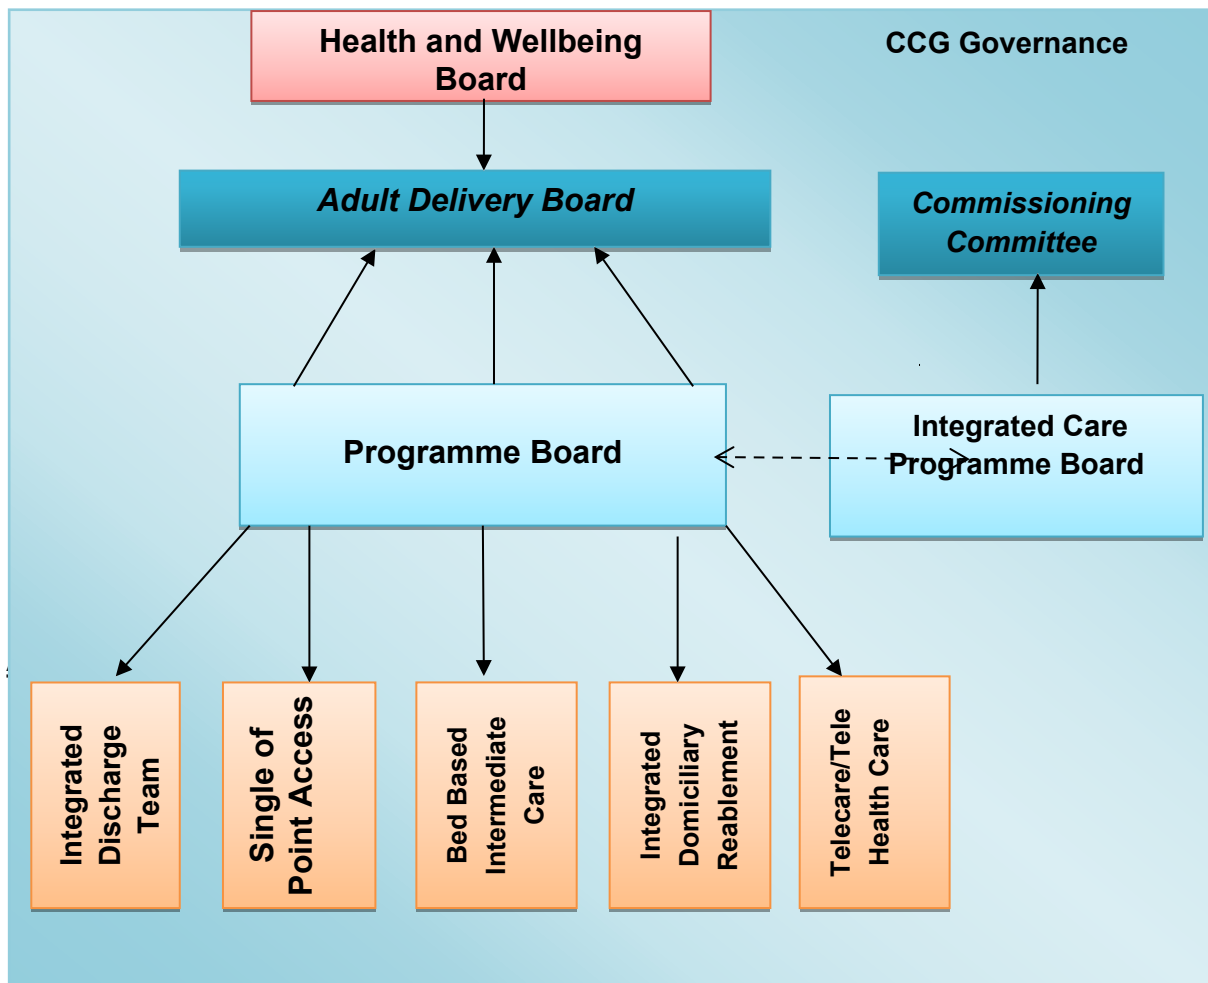 Health and Wellbeing
Board
CCG Governance
Adult Delivery Board
Commissioning
Committee
Programme Board
Integrated Care
Programme Board
Integrated
Discharge
Team
Single of
Point Access
Bed Based
Intermediate
Care
Integrated
Domiciliary
Reablement
Telecare/Tele
Health Care